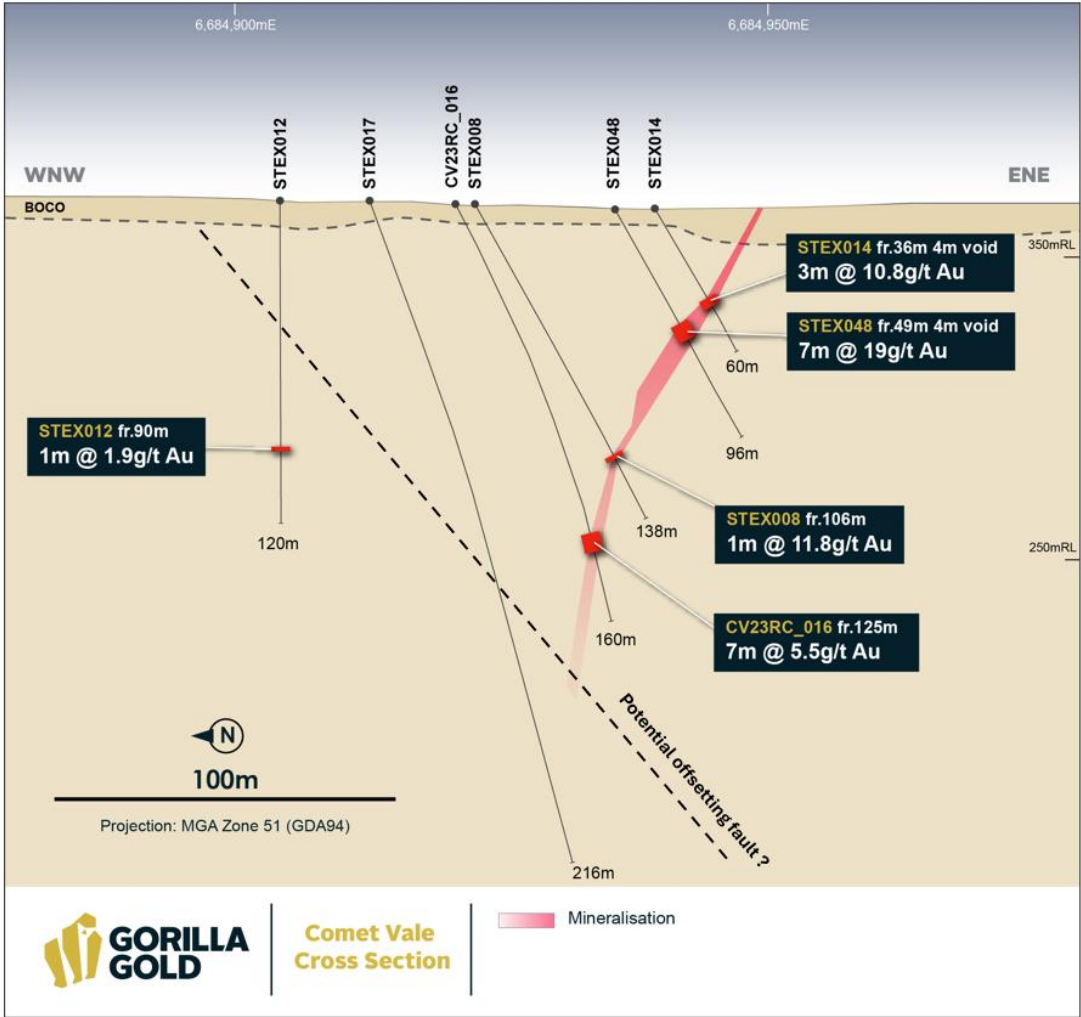 6,684,900mE
6,684,950mE
STEX012
STEX017
CV23RC_016
STEX008
STEX048
STEX014
WNW
ENE
BOCO
350mRL
STEX014 fr.36m 4m void
3m @ 10.8g/t Au
STEX048 fr.49m 4m void
7m @ 19g/t Au
60m
96m
STEX012 fr.90m
1m @ 1.9g/t Au
120m
138m
STEX008 fr.106m
1m @ 11.8g/t Au
250mRL
CV23RC_016 fr.125m
7m @ 5.5g/t Au
160m
Potential offsetting fault ?
N
100m
Projection: MGA Zone 51 (GDA94)
216m
GORILLA
GOLD
Comet Vale
Cross Section
Mineralisation